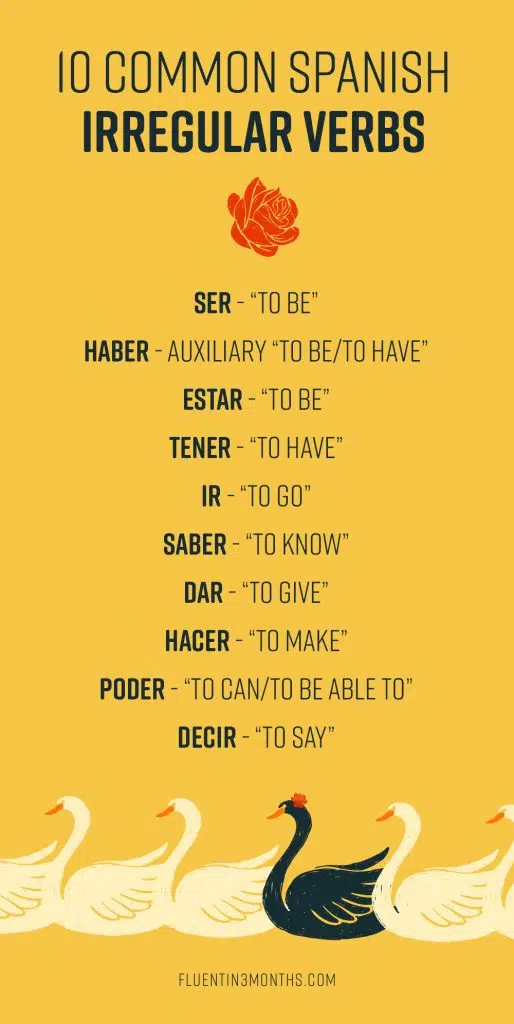 10 COMMON SPANISH
IRREGULAR VERBS
SER - “TO BE”
HABER - AUXILIARY “TO BE/TO HAVE”
ESTAR - “TO BE”
TENER - “TO HAVE”
IR - “TO GO”
SABER - “TO KNOW”
DAR - “TO GIVE”
HACER - “TO MAKE”
PODER - “TO CAN/TO BE ABLE TO”
DECIR - “TO SAY”
FLUENTIN3MONTHS.COM